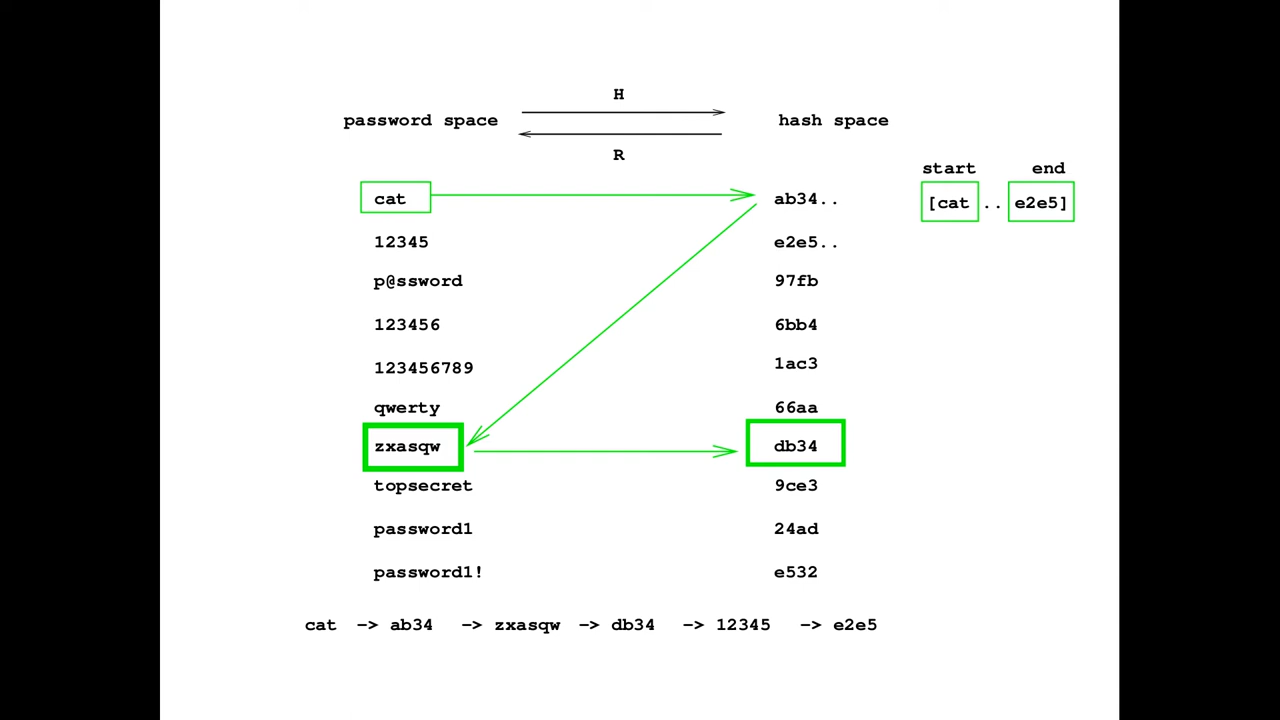 H
password space hash space
R
start end
cat ab34.. [cat .. e2e5]
12345 e2e5..
p@ssword 97fb
123456 6bb4
123456789 1ac3
qwerty 66aa
zxasqw db34
topsecret 9ce3
password1 24ad
password1! e532
cat -> ab34 -> zxasqw -> db34 -> 12345 -> e2e5